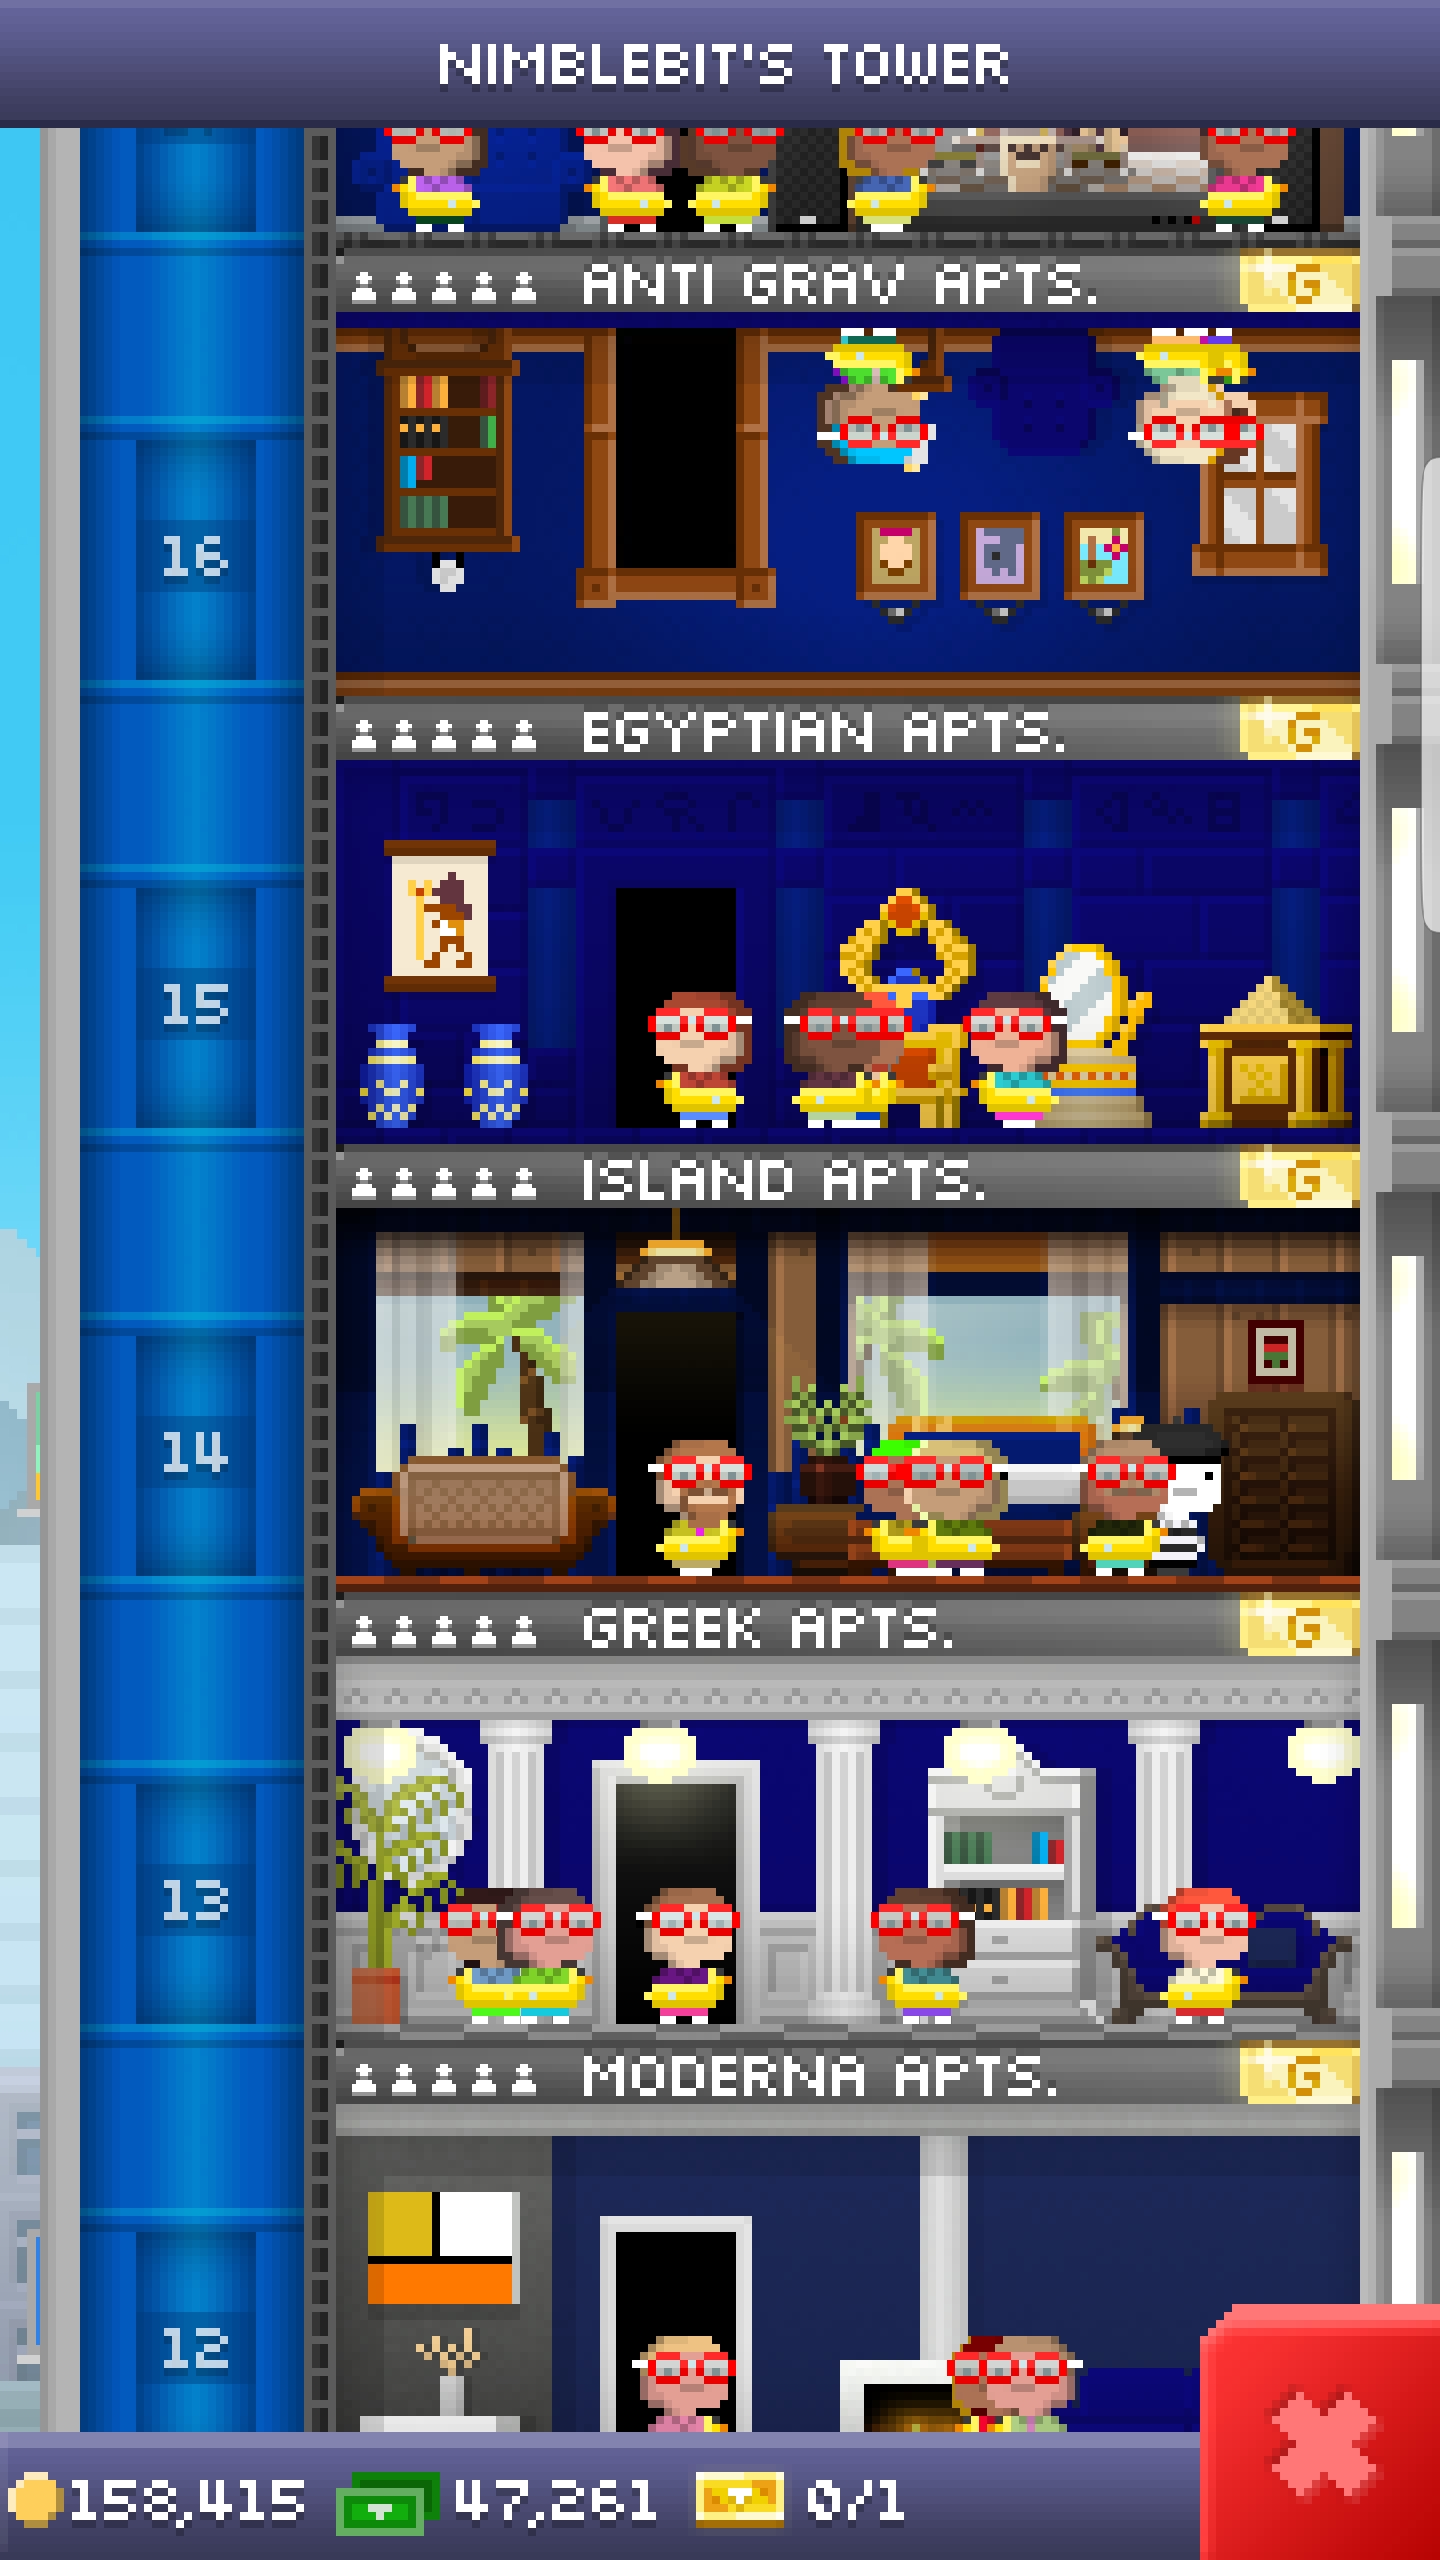 NIMBLEBIT'S TOWER
ANTI GRAV APTS. G
16
EGYPTIAN APTS. G
15
ISLAND APTS. G
14
GREEK APTS. G
13
MODERNA APTS. G
12
158,415 47,261 0/1